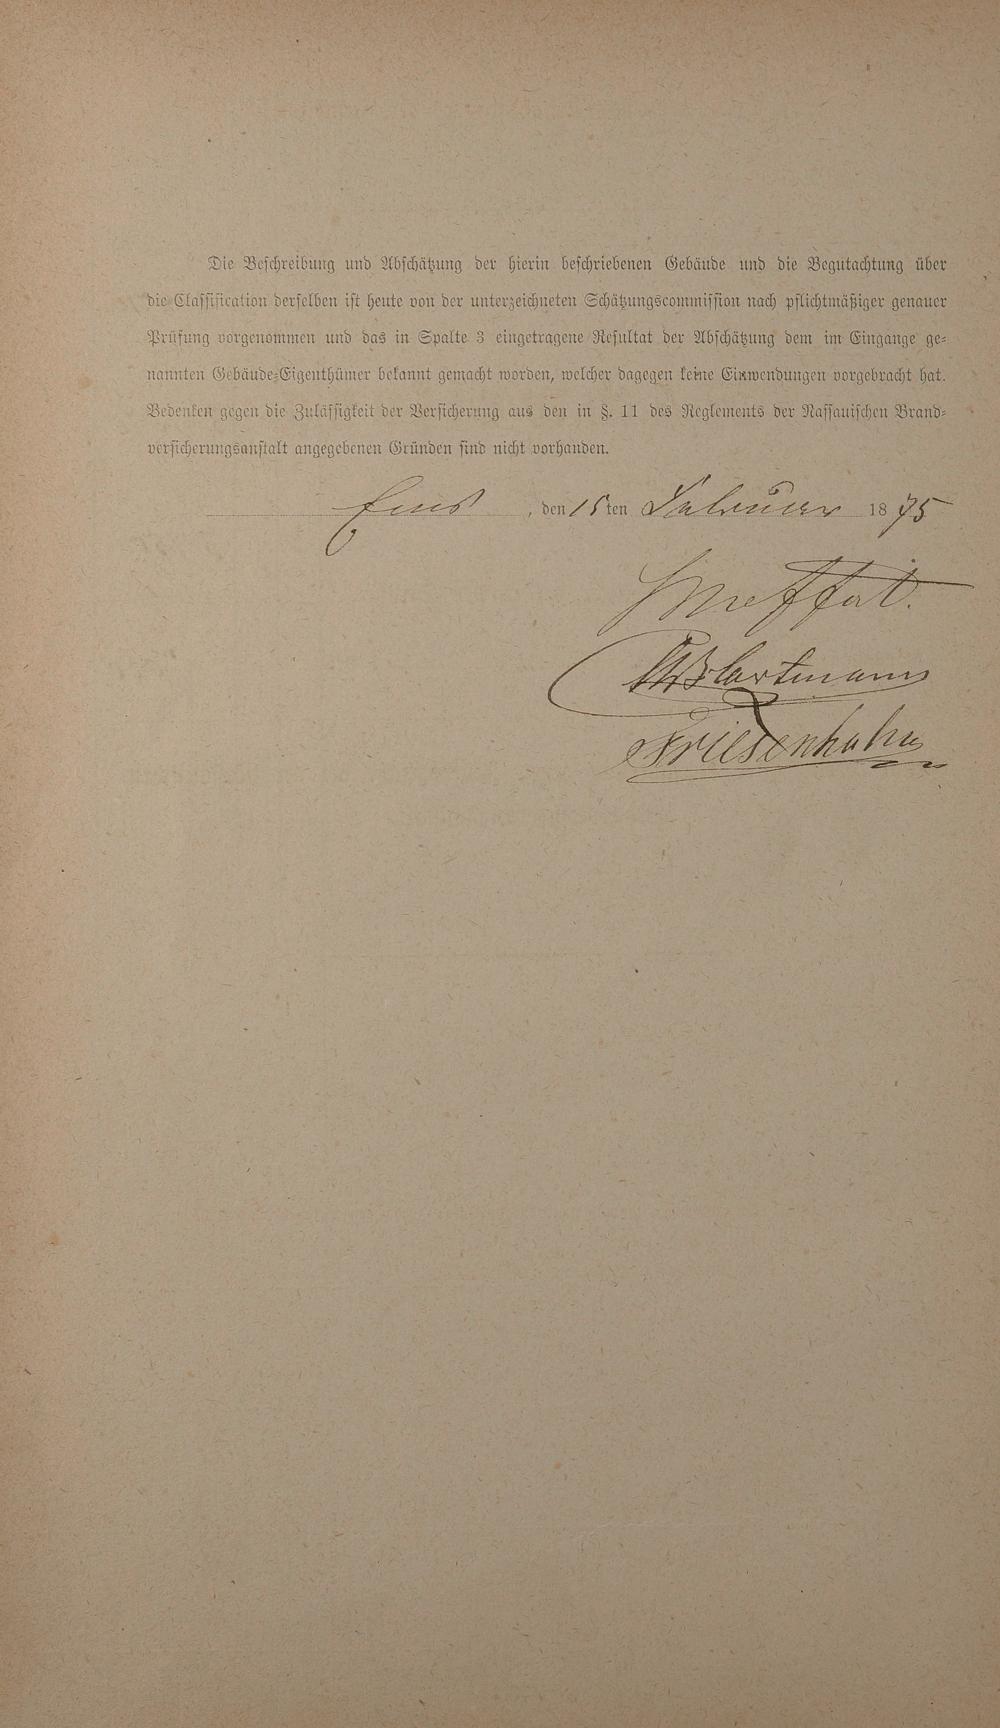 Die Beschreibung und Abschätzung der hierin beschriebenen Gebäude und die Begutachtung über
die Classification derselben ist heute von der unterzeichneten Schätzungscommission nach pflichtmäßiger genauer
Prüfung vorgenommen und das in Spalte 3 eingetragene Resultat der Abschätzung dem im Eingange ge-
nannten Gebäude-Eigenthümer bekannt gemacht worden, welcher dagegen keine Einwendungen vorgebracht hat.
Bedenken gegen die Zulässigkeit der Versicherung aus den in §. 11 des Reglements der Nassauischen Brand-
versicherungsanstalt angegebenen Gründen sind nicht vorhanden.
Ems, den 15ten Februar 1875
Friesenhahn